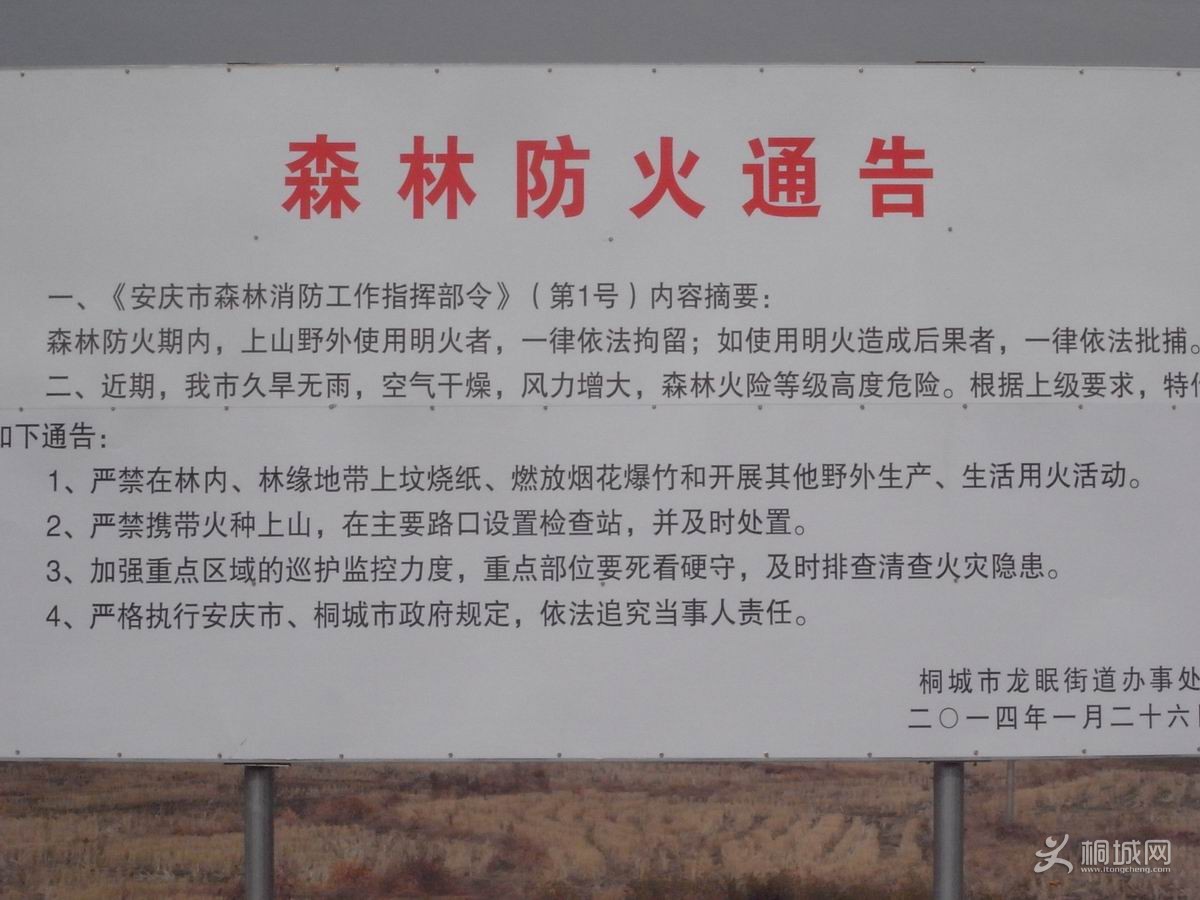 森林防火通告
一、《安庆市森林消防工作指挥部令》（第1号）内容摘要：
森林防火期内，上山野外使用明火者，一律依法拘留；如使用明火造成后果者，一律依法批捕。
二、近期，我市久旱无雨，空气干燥，风力增大，森林火险等级高度危险。根据上级要求，特作
如下通告：
1、严禁在林内、林缘地带上坟烧纸、燃放烟花爆竹和开展其他野外生产、生活用火活动。
2、严禁携带火种上山，在主要路口设置检查站，并及时处置。
3、加强重点区域的巡护监控力度，重点部位要死看硬守，及时排查清查火灾隐患。
4、严格执行安庆市、桐城市政府规定，依法追究当事人责任。
桐城市龙眠街道办事处
二〇一四年一月二十六日
桐城网
www.itongcheng.com